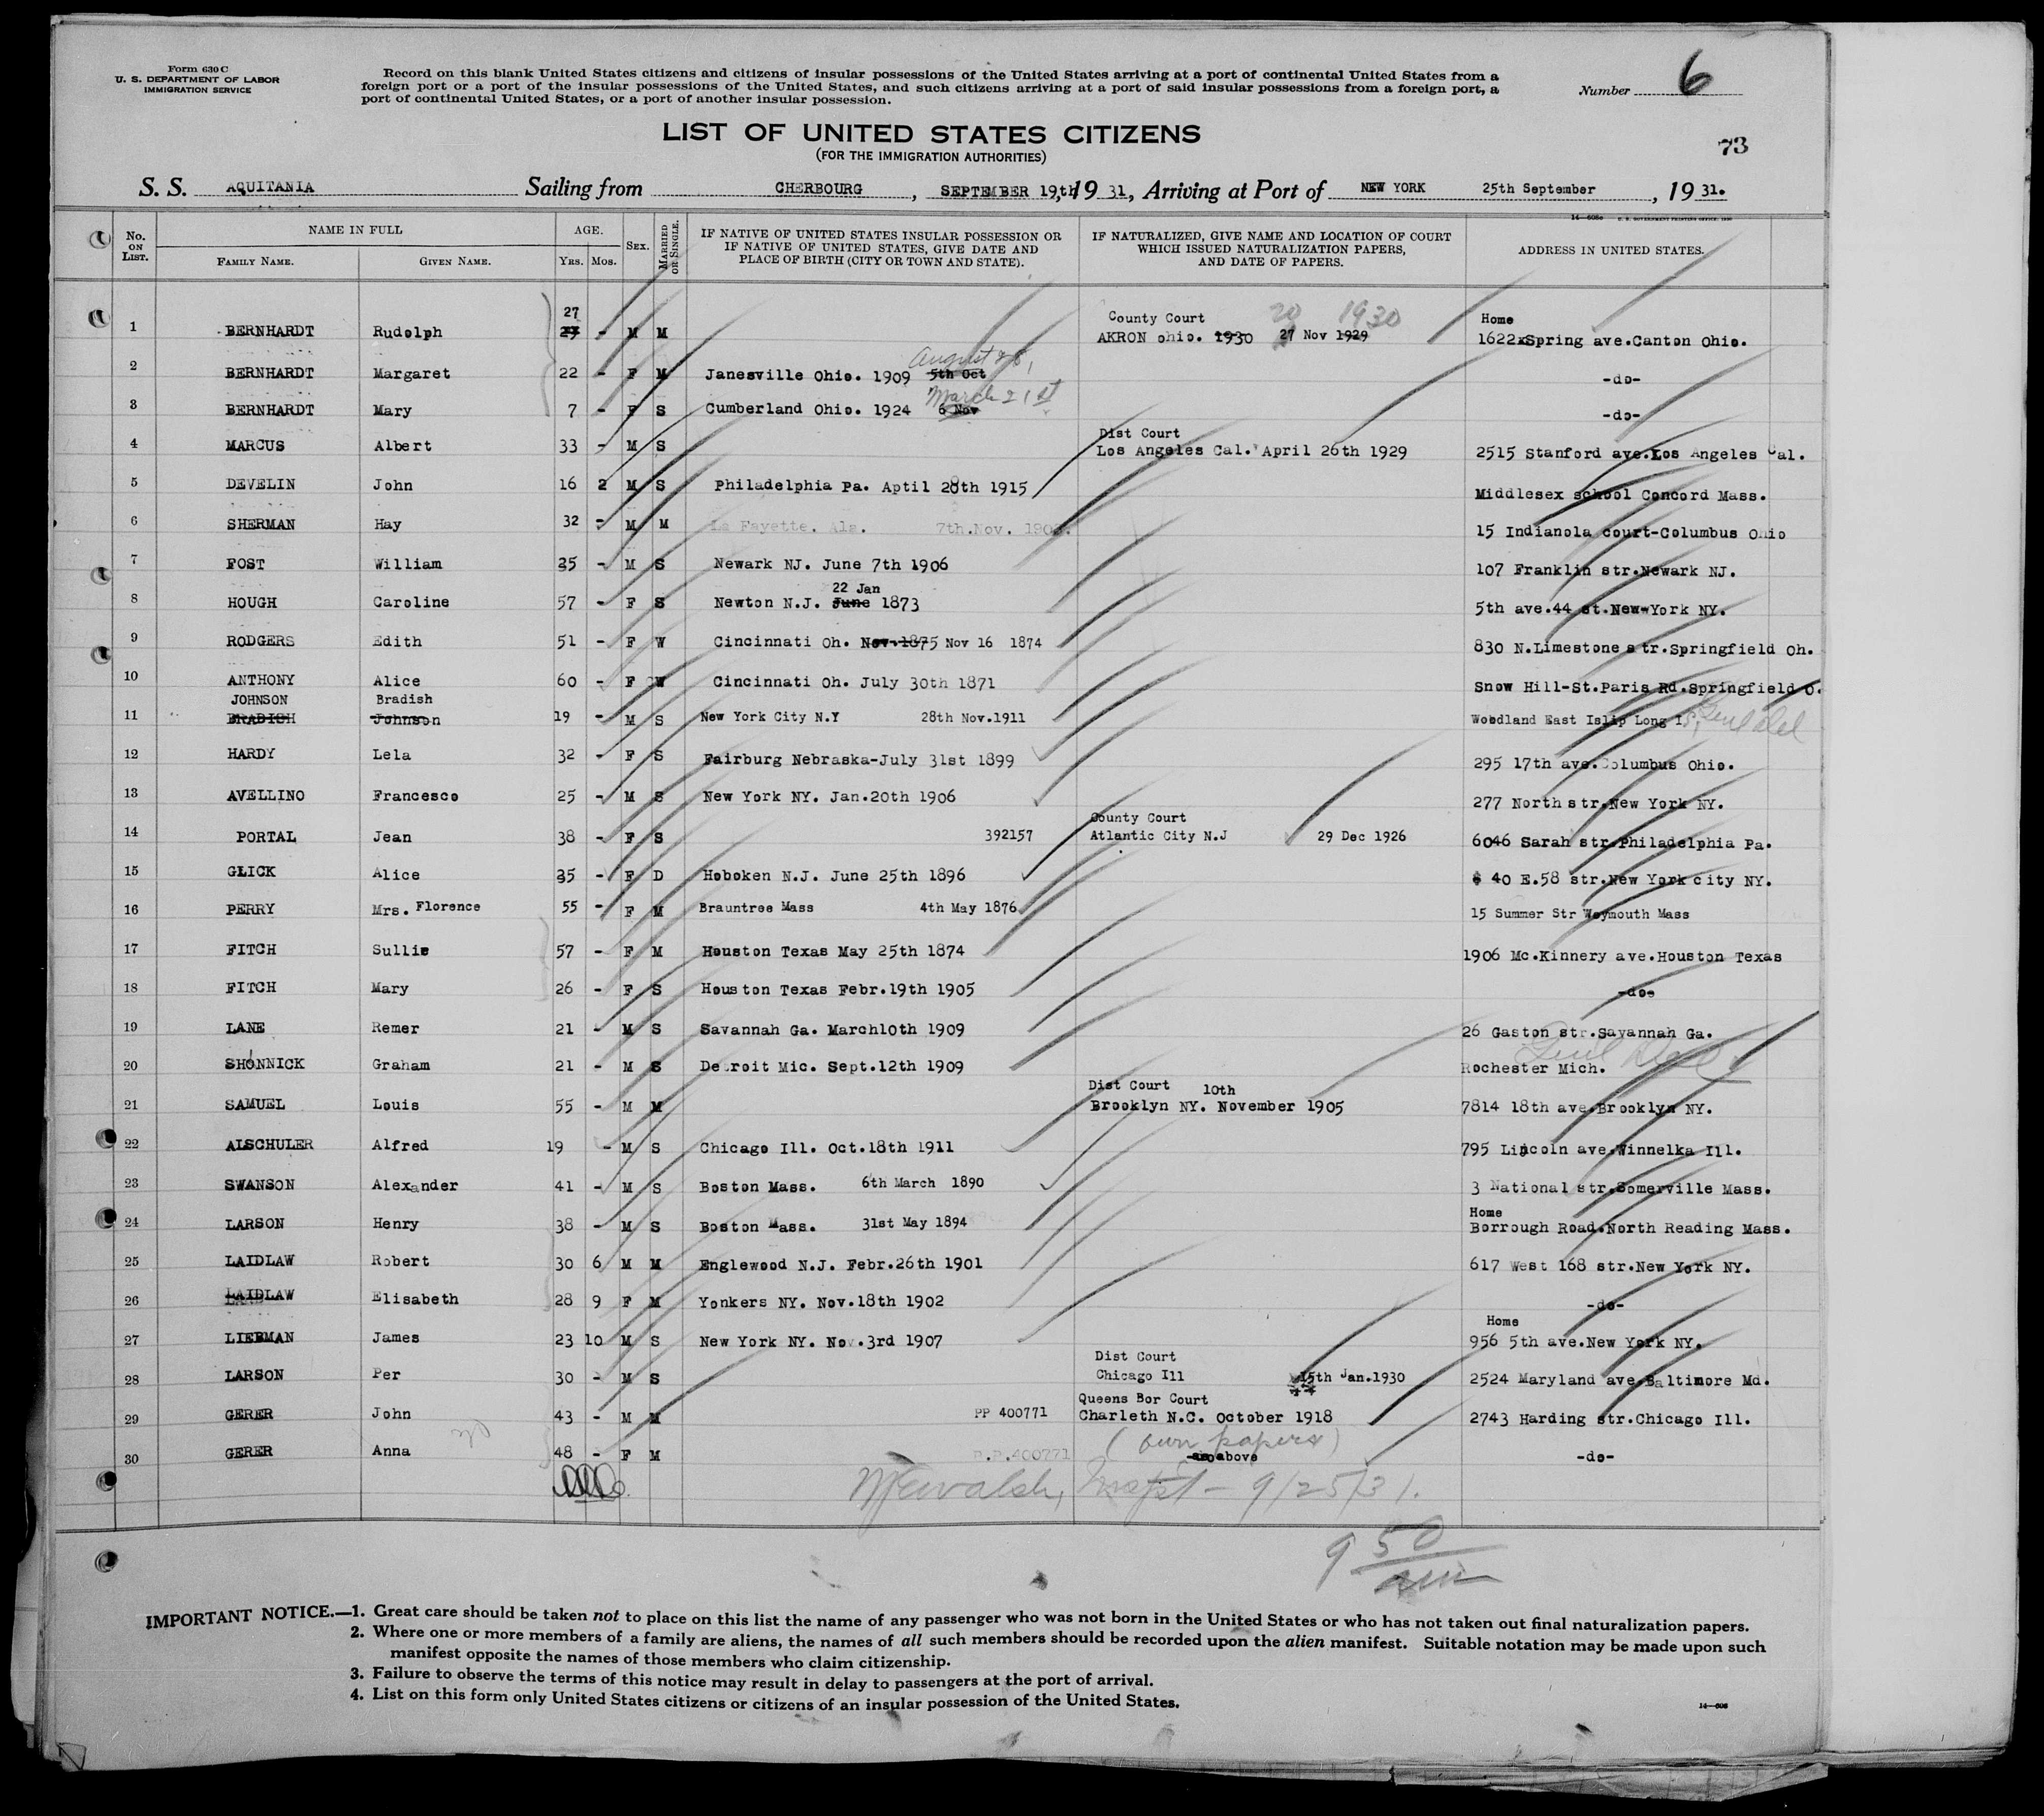 Form 630 C
U. S. DEPARTMENT OF LABOR
IMMIGRATION SERVICE
Record on this blank United States citizens and citizens of insular possessions of the United States arriving at a port of continental United States from a
foreign port or a port of the insular possessions of the United States, and such citizens arriving at a port of said insular possessions from a foreign port, a
port of continental United States, or a port of another insular possession.
Number 6
LIST OF UNITED STATES CITIZENS
(FOR THE IMMIGRATION AUTHORITIES)
73
S. S. AQUITANIA Sailing from CHERBOURG, SEPTEMBER 19,th 1931, Arriving at Port of NEW YORK 25th September, 1931.
No. ON LIST. NAME IN FULL FAMILY NAME. GIVEN NAME. AGE. YRS. MOS. SEX. MARRIED OR SINGLE. IF NATIVE OF UNITED STATES INSULAR POSSESSION OR IF NATIVE OF UNITED STATES, GIVE DATE AND PLACE OF BIRTH (CITY OR TOWN AND STATE). IF NATURALIZED, GIVE NAME AND LOCATION OF COURT WHICH ISSUED NATURALIZATION PAPERS, AND DATE OF PAPERS. ADDRESS IN UNITED STATES.
27 County Court 20 1930 Home
1 BERNHARDT Rudolph 27 - M M AKRON ohio. 1930 27 Nov 1929 1622xSpring ave.Canton Ohio.
August 28,
2 BERNHARDT Margaret 22 - F M Janesville Ohio. 1909 5th Oct -do-
March 21st
3 BERNHARDT Mary 7 - F S Cumberland Ohio. 1924 6 Nov -do-
Dist Court
4 MARCUS Albert 33 - M S Los Angeles Cal. April 26th 1929 2515 Stanford ave.Los Angeles Cal.
5 DEVELIN John 16 2 M S Philadelphia Pa. Aptil 28th 1915 Middlesex school Concord Mass.
6 SHERMAN Hay 32 - M M La Fayette. Ala. 7th.Nov. 15 Indianola court-Columbus Ohio
7 FOST William 25 - M S Newark NJ. June 7th 1906 107 Franklin str.Newark NJ.
22 Jan
8 HOUGH Caroline 57 - F S Newton N.J. June 1873 5th ave.44 st.New-York NY.
9 RODGERS Edith 51 - F W Cincinnati Oh. Nov.1875 Nov 16 1874 830 N.Limestone str.Springfield Oh.
10 ANTHONY Alice 60 - F W Cincinnati Oh. July 30th 1871 Snow Hill-St.Paris Rd.Springfield O.
JOHNSON Bradish
11 BRADISH Johnson 19 - M S New York City N.Y 28th Nov.1911 Woodland East Islip Long Is,
12 HARDY Lela 32 - F S Fairburg Nebraska-July 31st 1899 295 17th ave.Columbus Ohio.
13 AVELLINO Francesco 25 - M S New York NY. Jan.20th 1906 277 North str.New York NY.
County Court
14 PORTAL Jean 38 - F S 392157 Atlantic City N.J 29 Dec 1926 6046 Sarah str.Philadelphia Pa.
15 GLICK Alice 35 - F D Hoboken N.J. June 25th 1896 40 E.58 str.New York city NY.
16 PERRY Mrs. Florence 55 - F M Brauntree Mass 4th May 1876 15 Summer Str Weymouth Mass
17 FITCH Sullie 57 - F M Houston Texas May 25th 1874 1906 Mc.Kinnery ave.Houston Texas
18 FITCH Mary 26 - F S Houston Texas Febr.19th 1905 -do-
19 LANE Remer 21 - M S Savannah Ga. March10th 1909 26 Gaston str.Savannah Ga.
20 SHONNICK Graham 21 - M S Detroit Mic. Sept.12th 1909 Rochester Mich.
Dist Court 10th
21 SAMUEL Louis 55 - M M Brooklyn NY. November 1905 7814 18th ave.Brooklyn NY.
22 ALSCHULER Alfred 19 - M S Chicago Ill. Oct.18th 1911 795 Lincoln ave.Winnelka Ill.
23 SWANSON Alexander 41 - M S Boston Mass. 6th March 1890 3 National str.Somerville Mass.
Home
24 LARSON Henry 38 - M S Boston Mass. 31st May 1894 Borrough Road.North Reading Mass.
25 LAIDLAW Robert 30 6 M M Englewood N.J. Febr.26th 1901 617 West 168 str.New York NY.
26 LAIDLAW Elisabeth 28 9 F M Yonkers NY. Nov.18th 1902 -do-
Home
27 LIEBMAN James 23 10 M S New York NY. Nov.3rd 1907 956 5th ave.New York NY.
Dist Court
28 LARSON Per 30 - M S Chicago Ill 15th Jan.1930 2524 Maryland ave.Baltimore Md.
Queens Bor Court
29 GERER John 43 - M M PP 400771 Charleth N.C. October 1918 2743 Harding str.Chicago Ill.
(own papers)
30 GERER Anna 48 - F M P.P.400771 above -do-
Inspt - 9/25/31.
9 50
am
IMPORTANT NOTICE.—1. Great care should be taken not to place on this list the name of any passenger who was not born in the United States or who has not taken out final naturalization papers.
2. Where one or more members of a family are aliens, the names of all such members should be recorded upon the alien manifest. Suitable notation may be made upon such
manifest opposite the names of those members who claim citizenship.
3. Failure to observe the terms of this notice may result in delay to passengers at the port of arrival.
4. List on this form only United States citizens or citizens of an insular possession of the United States.
14—608